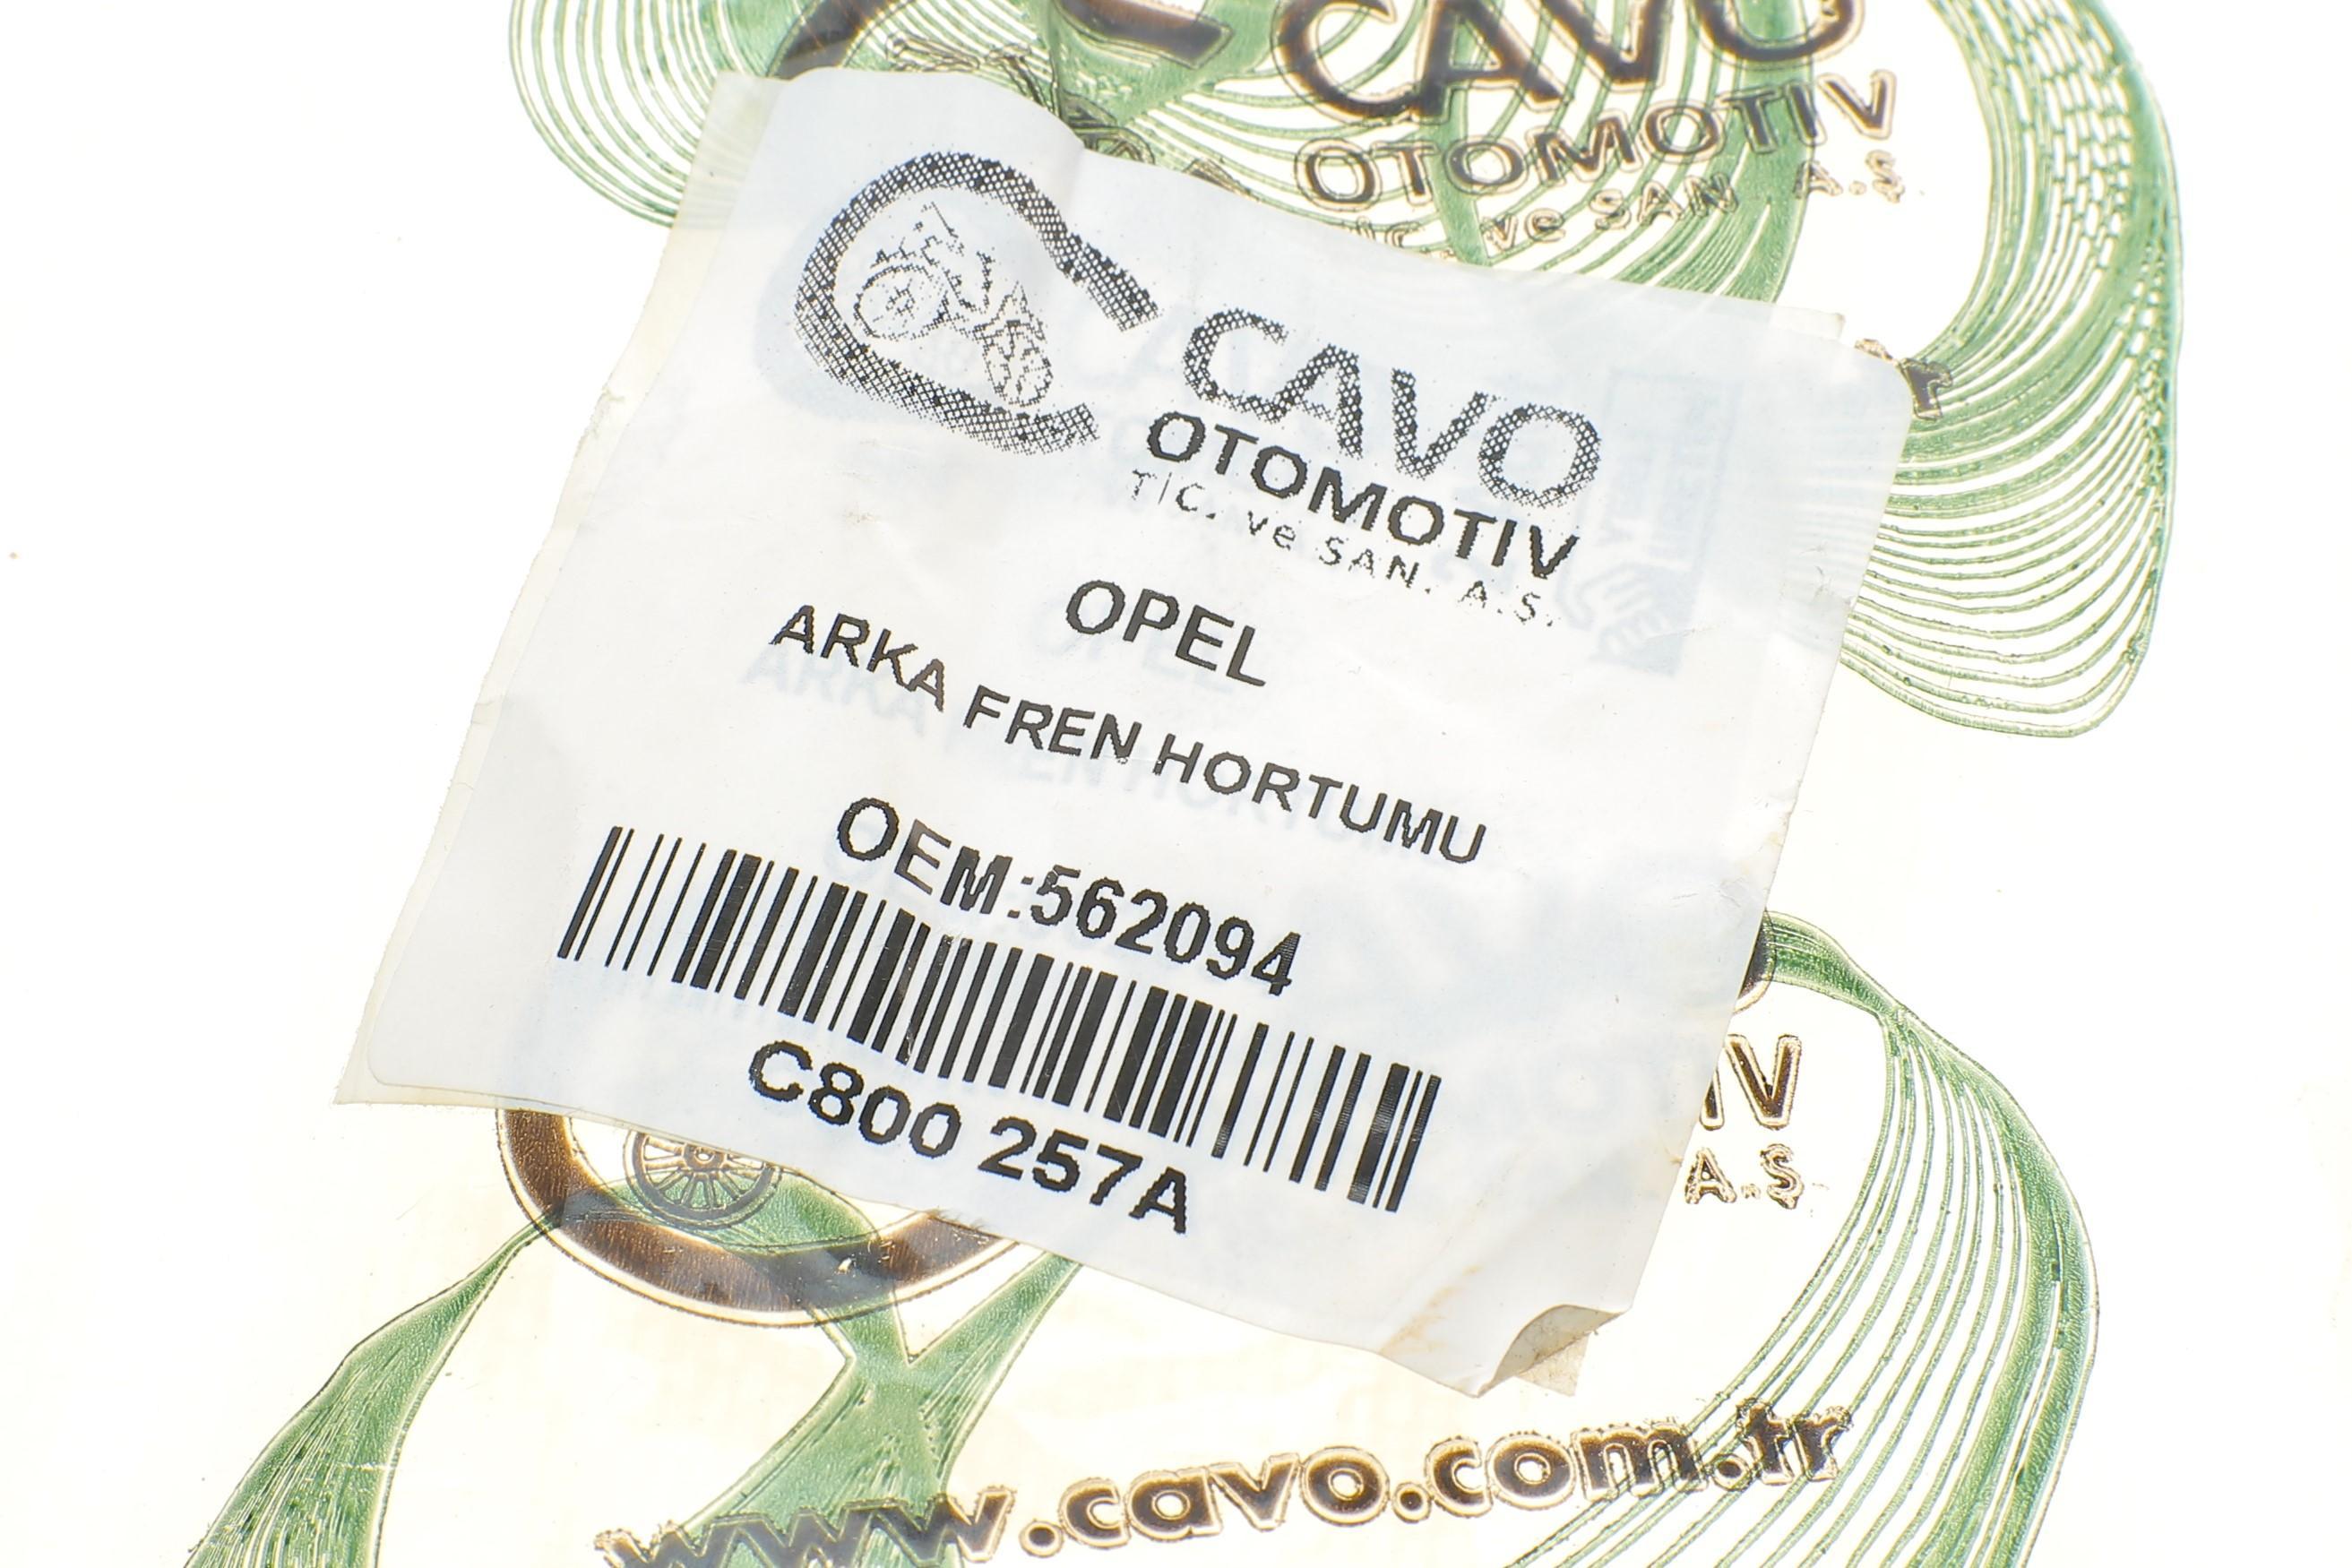 CAVO
OTOMOTIV
A.Ş.
CAVO
OTOMOTIV
TİC. ve SAN. A.Ş.
OPEL
ARKA FREN HORTUMU
OEM:562094
C800 257A
A.Ş
www.cavo.com.tr